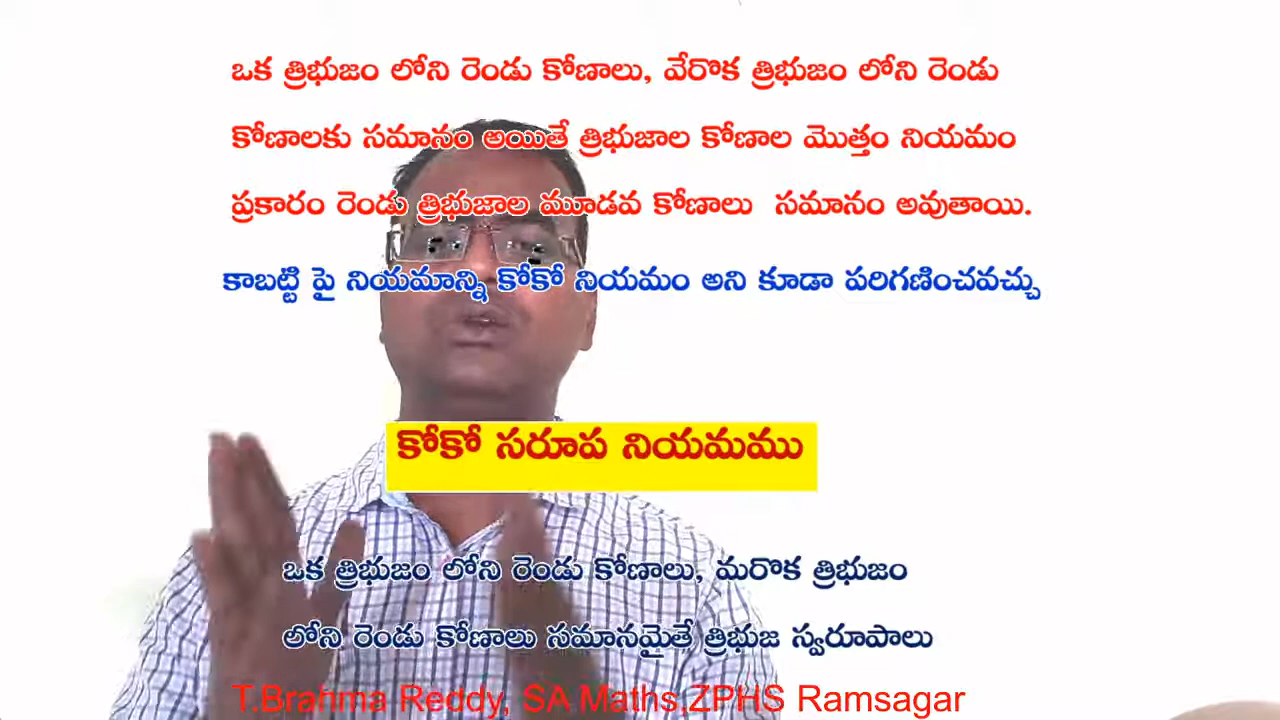 ఒక త్రిభుజం లోని రెండు కోణాలు, వేరొక త్రిభుజం లోని రెండు
కోణాలకు సమానం అయితే త్రిభుజాల కోణాల మొత్తం నియమం
ప్రకారం రెండు త్రిభుజాల మూడవ కోణాలు సమానం అవుతాయి.
కాబట్టి పై నియమాన్ని కోకో నియమం అని కూడా పరిగణించవచ్చు
కోకో సరూప నియమము
ఒక త్రిభుజం లోని రెండు కోణాలు, మరొక త్రిభుజం
లోని రెండు కోణాలు సమానమైతే త్రిభుజ స్వరూపాలు
T.Brahma Reddy, SA Maths,ZPHS Ramsagar